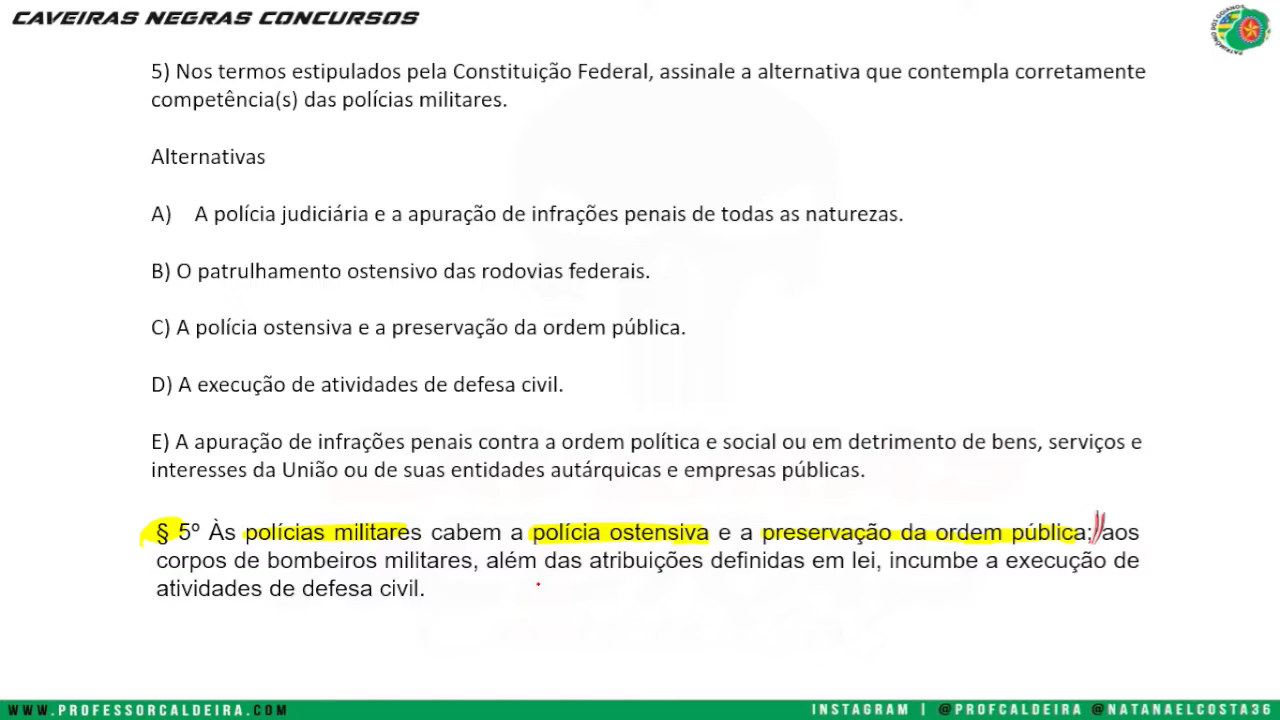 CAVEIRAS NEGRAS CONCURSOS
5) Nos termos estipulados pela Constituição Federal, assinale a alternativa que contempla corretamente
competência(s) das polícias militares.
Alternativas
A) A polícia judiciária e a apuração de infrações penais de todas as naturezas.
B) O patrulhamento ostensivo das rodovias federais.
C) A polícia ostensiva e a preservação da ordem pública.
D) A execução de atividades de defesa civil.
E) A apuração de infrações penais contra a ordem política e social ou em detrimento de bens, serviços e
interesses da União ou de suas entidades autárquicas e empresas públicas.
§ 5º Às polícias militares cabem a polícia ostensiva e a preservação da ordem pública; aos
corpos de bombeiros militares, além das atribuições definidas em lei, incumbe a execução de
atividades de defesa civil.
WWW.PROFESSORCALDEIRA.COM
INSTAGRAM | @PROFCALDEIRA @NATANAELCOSTA36